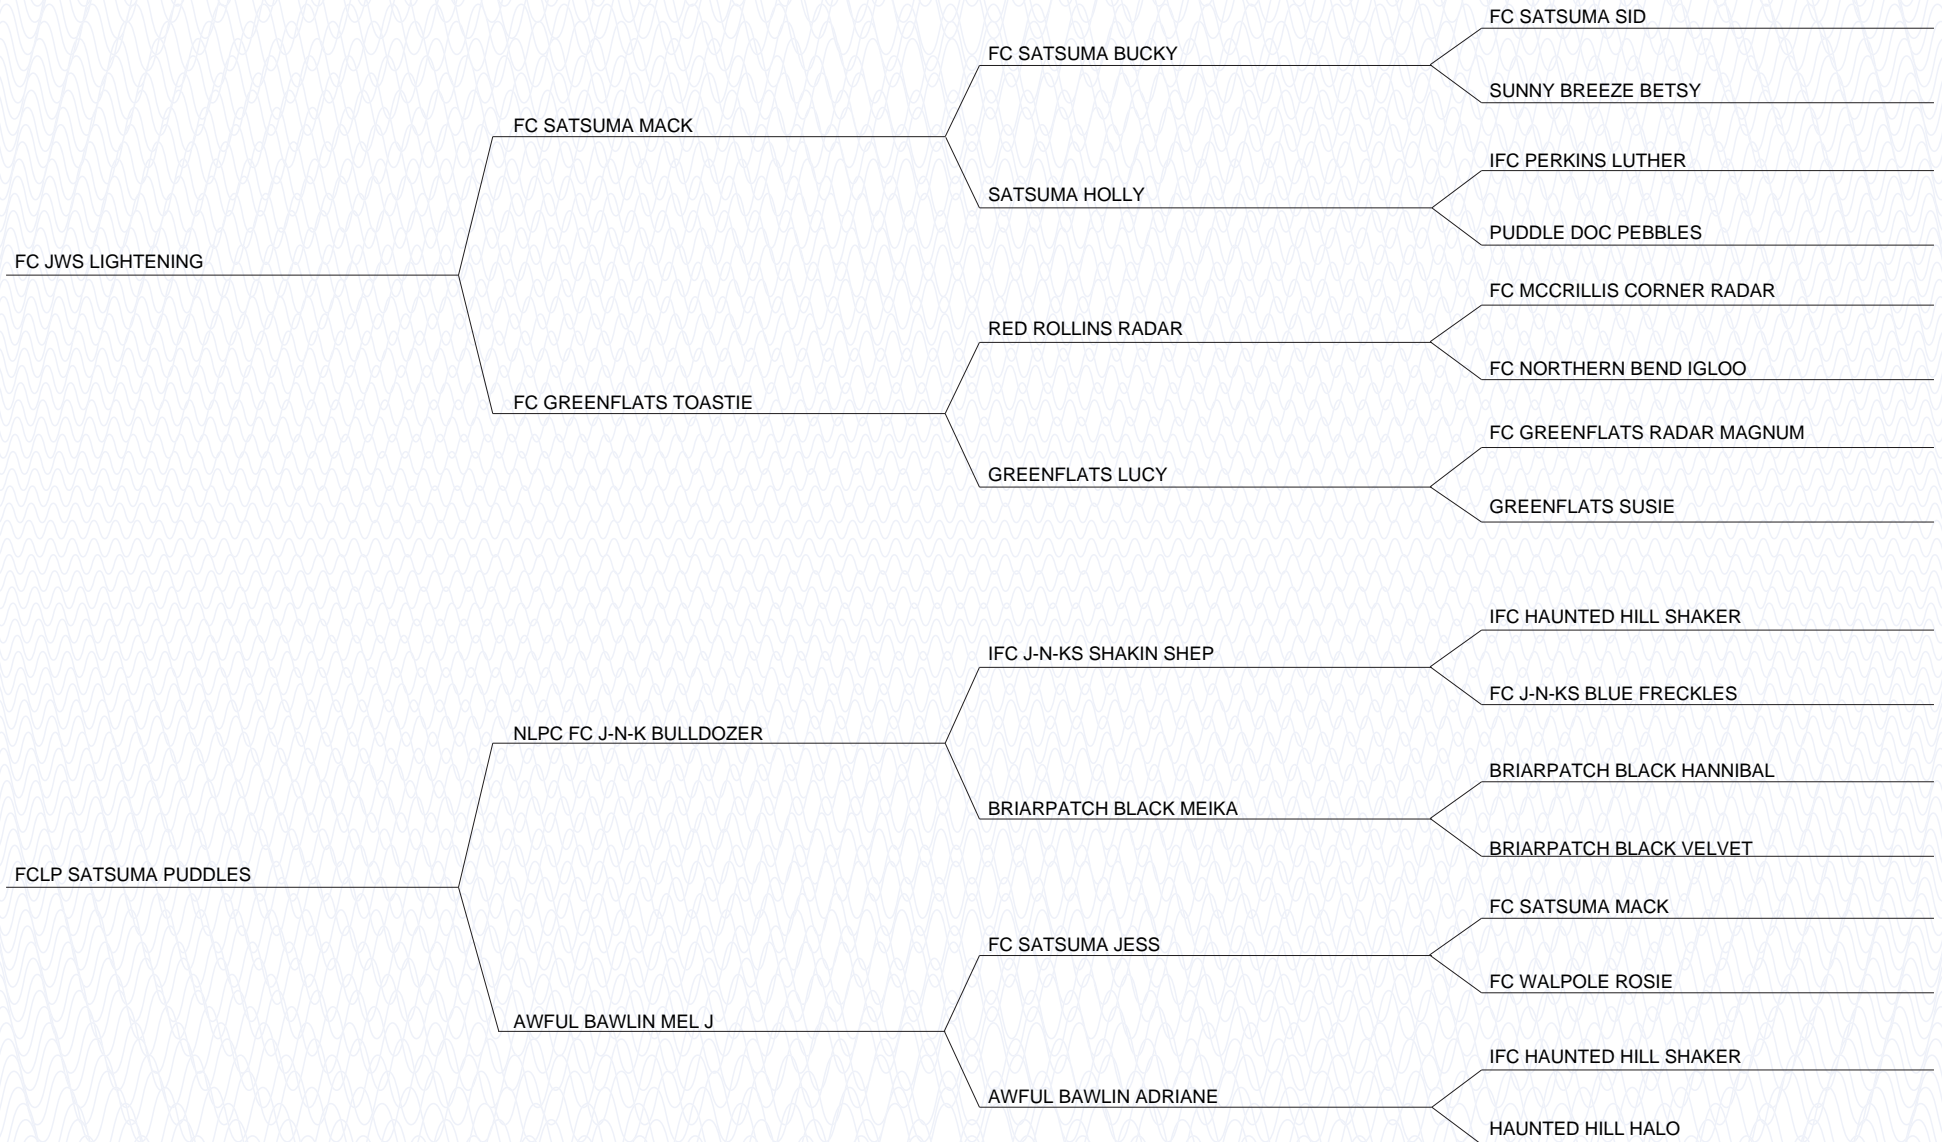 FC SATSUMA SID
FC SATSUMA BUCKY
SUNNY BREEZE BETSY
FC SATSUMA MACK
IFC PERKINS LUTHER
SATSUMA HOLLY
PUDDLE DOC PEBBLES
FC JWS LIGHTENING
FC MCCRILLIS CORNER RADAR
RED ROLLINS RADAR
FC NORTHERN BEND IGLOO
FC GREENFLATS TOASTIE
FC GREENFLATS RADAR MAGNUM
GREENFLATS LUCY
GREENFLATS SUSIE
IFC HAUNTED HILL SHAKER
IFC J-N-KS SHAKIN SHEP
FC J-N-KS BLUE FRECKLES
NLPC FC J-N-K BULLDOZER
BRIARPATCH BLACK HANNIBAL
BRIARPATCH BLACK MEIKA
BRIARPATCH BLACK VELVET
FCLP SATSUMA PUDDLES
FC SATSUMA MACK
FC SATSUMA JESS
FC WALPOLE ROSIE
AWFUL BAWLIN MEL J
IFC HAUNTED HILL SHAKER
AWFUL BAWLIN ADRIANE
HAUNTED HILL HALO